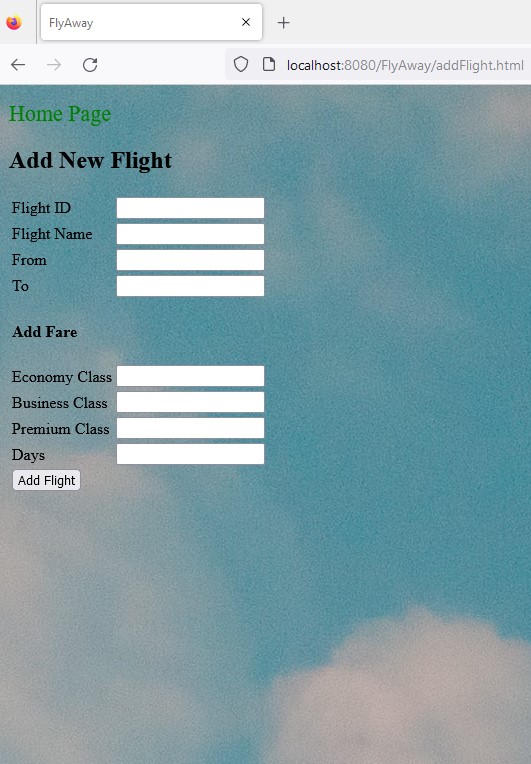 FlyAway
localhost:8080/FlyAway/addFlight.html
Home Page
Add New Flight
Flight ID
Flight Name
From
To
Add Fare
Economy Class
Business Class
Premium Class
Days
Add Flight